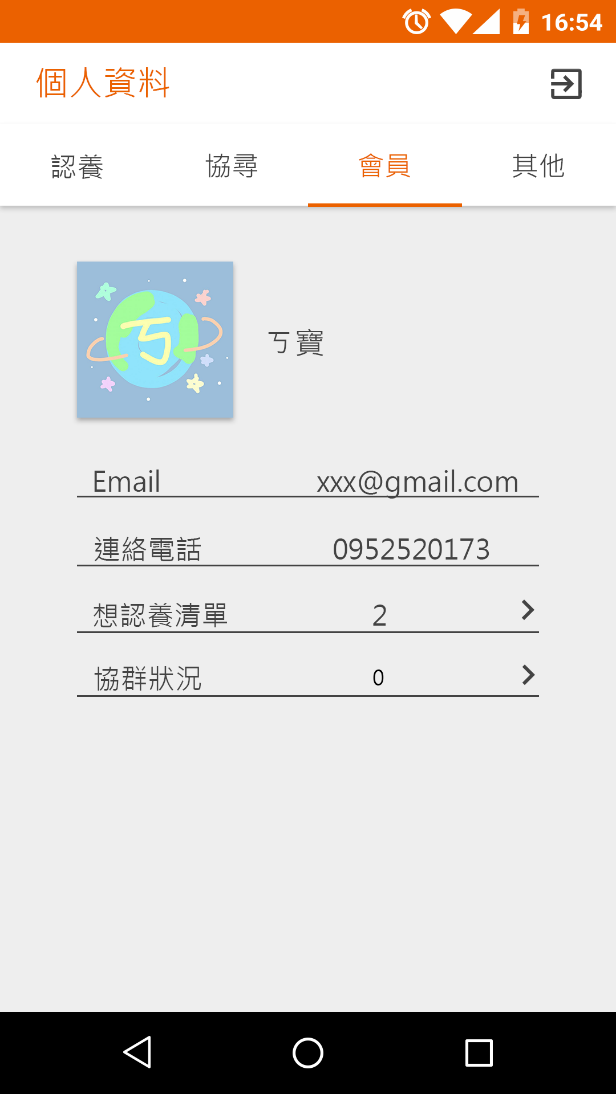 16:54
個人資料
認養 協尋 會員 其他
ㄎ
ㄎ寶
Email xxx@gmail.com
連絡電話 0952520173
想認養清單 2
協群狀況 0